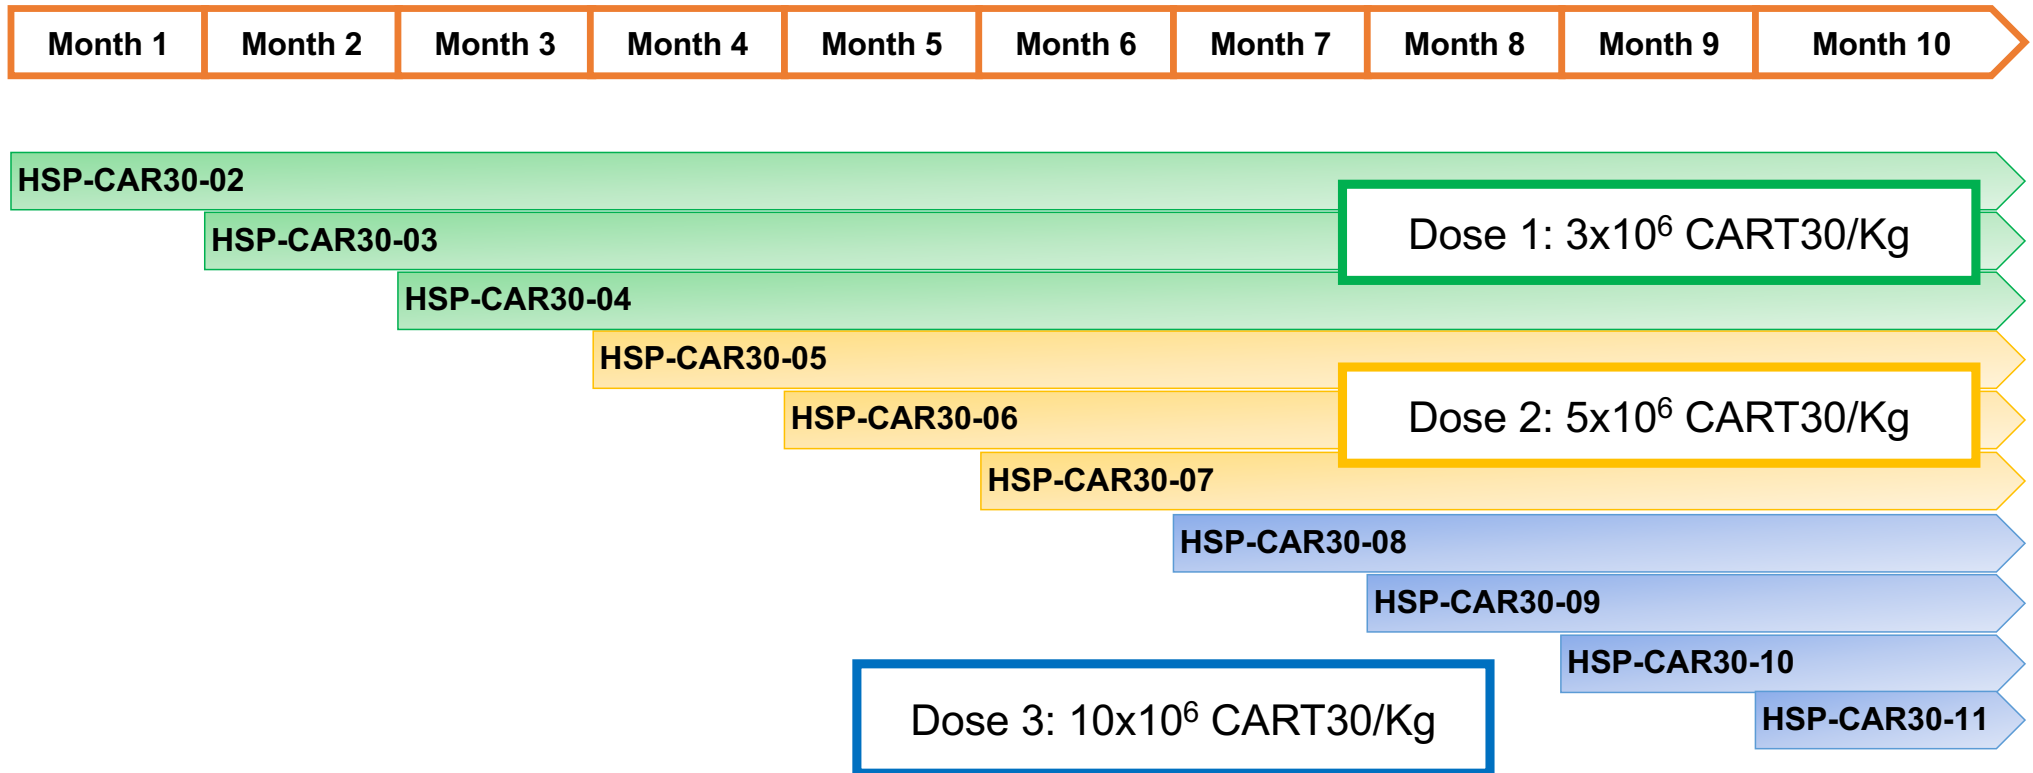 Month 1 Month 2 Month 3 Month 4 Month 5 Month 6 Month 7 Month 8 Month 9 Month 10
HSP-CAR30-02
Dose 1: 3x10⁶ CART30/Kg
HSP-CAR30-03
HSP-CAR30-04
HSP-CAR30-05
Dose 2: 5x10⁶ CART30/Kg
HSP-CAR30-06
HSP-CAR30-07
HSP-CAR30-08
HSP-CAR30-09
HSP-CAR30-10
Dose 3: 10x10⁶ CART30/Kg
HSP-CAR30-11